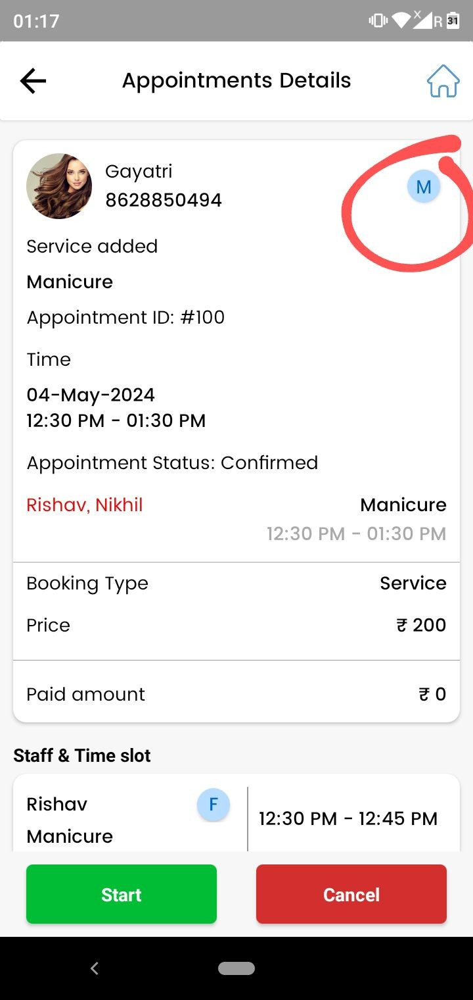 01:17
X
R
31
Appointments Details
Gayatri
M
8628850494
Service added
Manicure
Appointment ID: #100
Time
04-May-2024
12:30 PM - 01:30 PM
Appointment Status: Confirmed
Rishav, Nikhil Manicure
12:30 PM - 01:30 PM
Booking Type Service
Price ₹ 200
Paid amount ₹ 0
Staff & Time slot
Rishav F
12:30 PM - 12:45 PM
Manicure
Start Cancel